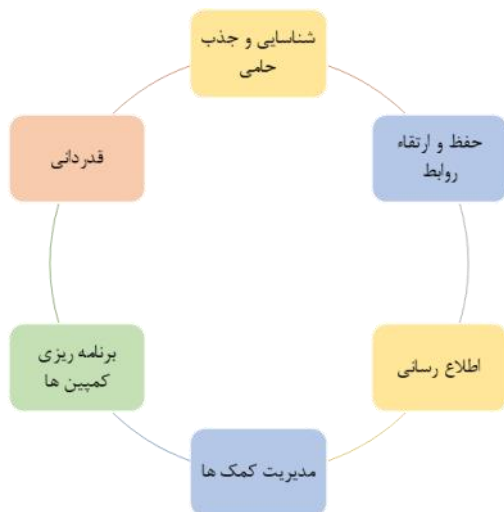 شناسایی و جذب
حامی
حفظ و ارتقاء
روابط
اطلاع رسانی
مدیریت کمک ها
برنامه ریزی
کمپین ها
قدردانی